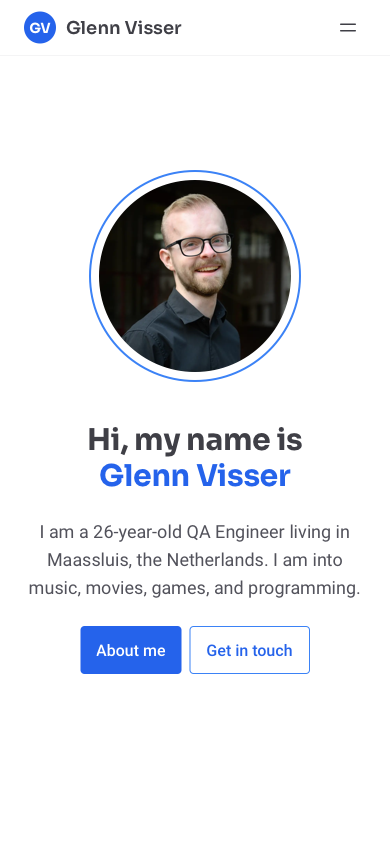 GV Glenn Visser
Hi, my name is
Glenn Visser
I am a 26-year-old QA Engineer living in
Maassluis, the Netherlands. I am into
music, movies, games, and programming.
About me Get in touch